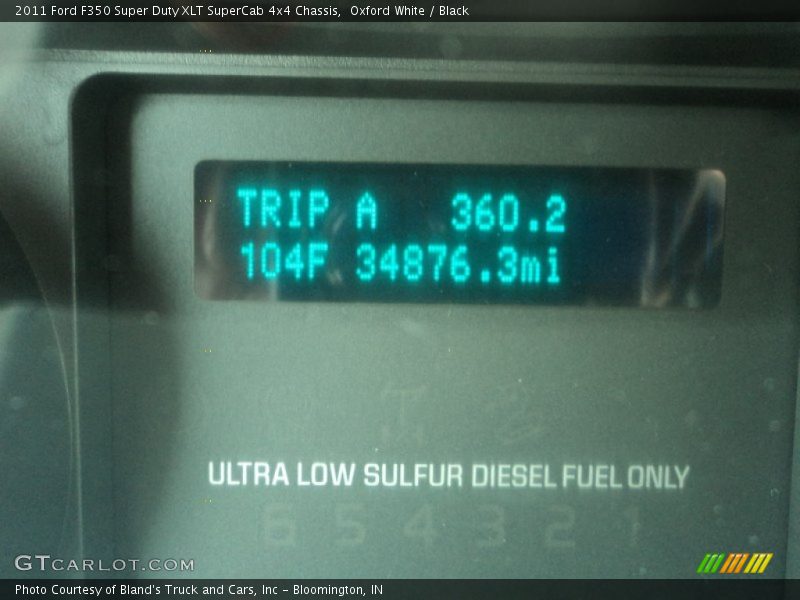 2011 Ford F350 Super Duty XLT SuperCab 4x4 Chassis,  Oxford White / Black
TRIP A 360.2
104F 34876.3mi
ULTRA LOW SULFUR DIESEL FUEL ONLY
6 5 4 3 2 1
GTCARLOT.COM
Photo Courtesy of Bland's Truck and Cars, Inc - Bloomington, IN